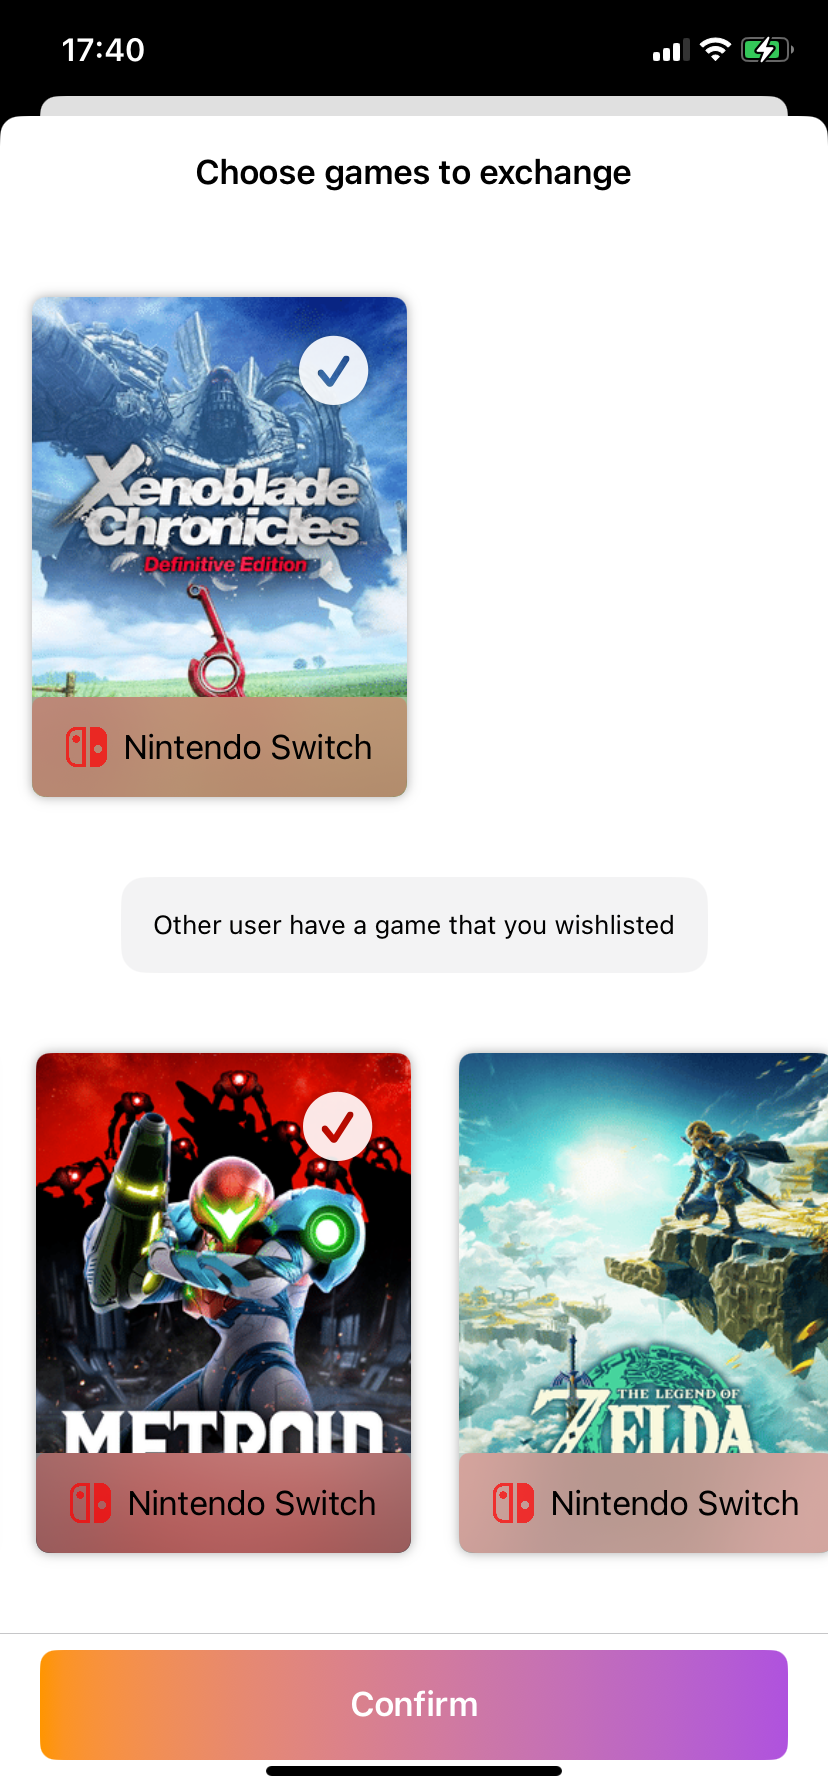 17:40
Choose games to exchange
Xenoblade
Chronicles
Definitive Edition
Nintendo Switch
Other user have a game that you wishlisted
METROID
THE LEGEND OF
ZELDA
Nintendo Switch
Nintendo Switch
Confirm